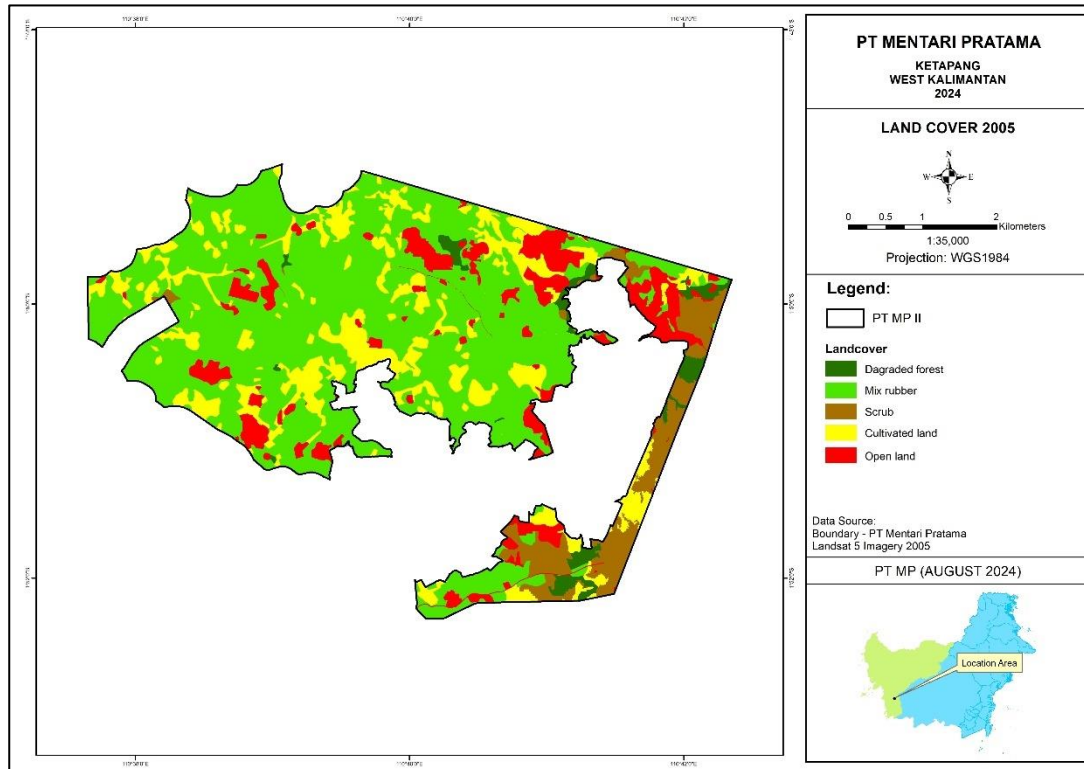 PT MENTARI PRATAMA
KETAPANG
WEST KALIMANTAN
2024
LAND COVER 2005
N
W E
S
0 0.5 1 2
Kilometers
1:35,000
Projection: WGS1984
Legend:
PT MP II
Landcover
Dagraded forest
Mix rubber
Scrub
Cultivated land
Open land
Data Source:
Boundary - PT Mentari Pratama
Landsat 5 Imagery 2005
PT MP (AUGUST 2024)
Location Area